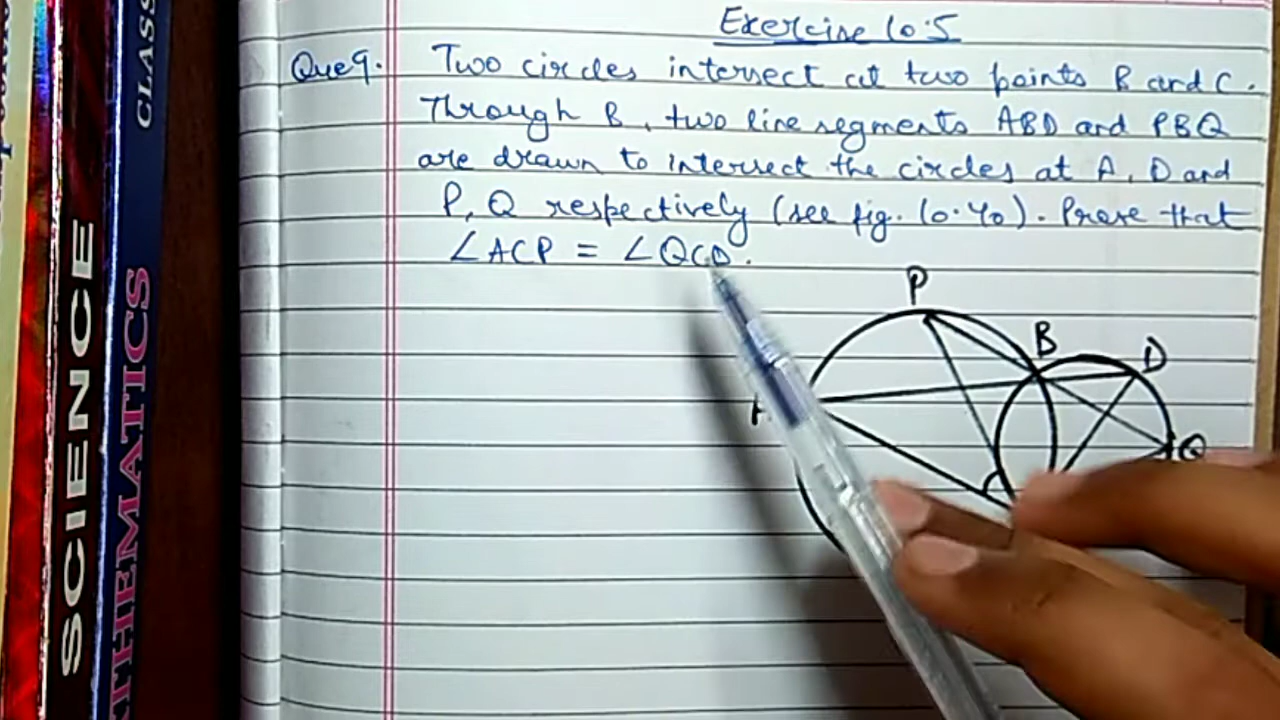 Exercise 10.5
Que 9. Two circles intersect at two points B and C.
Through B, two line segments ABD and PBQ
are drawn to intersect the circles at A, D and
P, Q respectively (see fig. 10.40). Prove that
∠ACP = ∠QCD.
P
B
D
A
Q
SCIENCE
MATHEMATICS
CLASS